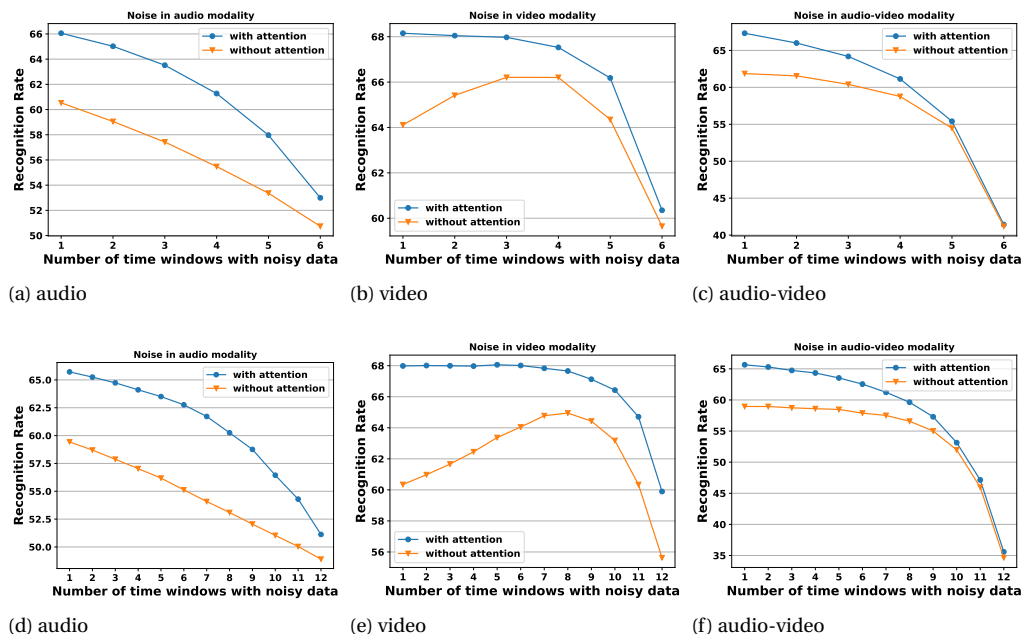 Noise in audio modality
66
64
62
60
58
56
54
52
50
Recognition Rate
with attention
without attention
1 2 3 4 5 6
Number of time windows with noisy data
(a) audio
Noise in video modality
68
66
64
62
60
Recognition Rate
with attention
without attention
1 2 3 4 5 6
Number of time windows with noisy data
(b) video
Noise in audio-video modality
65
60
55
50
45
40
Recognition Rate
with attention
without attention
1 2 3 4 5 6
Number of time windows with noisy data
(c) audio-video
Noise in audio modality
65.0
62.5
60.0
57.5
55.0
52.5
50.0
Recognition Rate
with attention
without attention
1 2 3 4 5 6 7 8 9 10 11 12
Number of time windows with noisy data
(d) audio
Noise in video modality
68
66
64
62
60
58
56
Recognition Rate
with attention
without attention
1 2 3 4 5 6 7 8 9 10 11 12
Number of time windows with noisy data
(e) video
Noise in audio-video modality
65
60
55
50
45
40
35
Recognition Rate
with attention
without attention
1 2 3 4 5 6 7 8 9 10 11 12
Number of time windows with noisy data
(f) audio-video